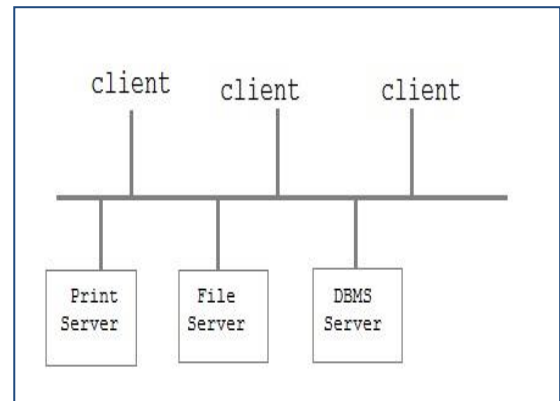 client
client
client
Print
Server
File
Server
DBMS
Server